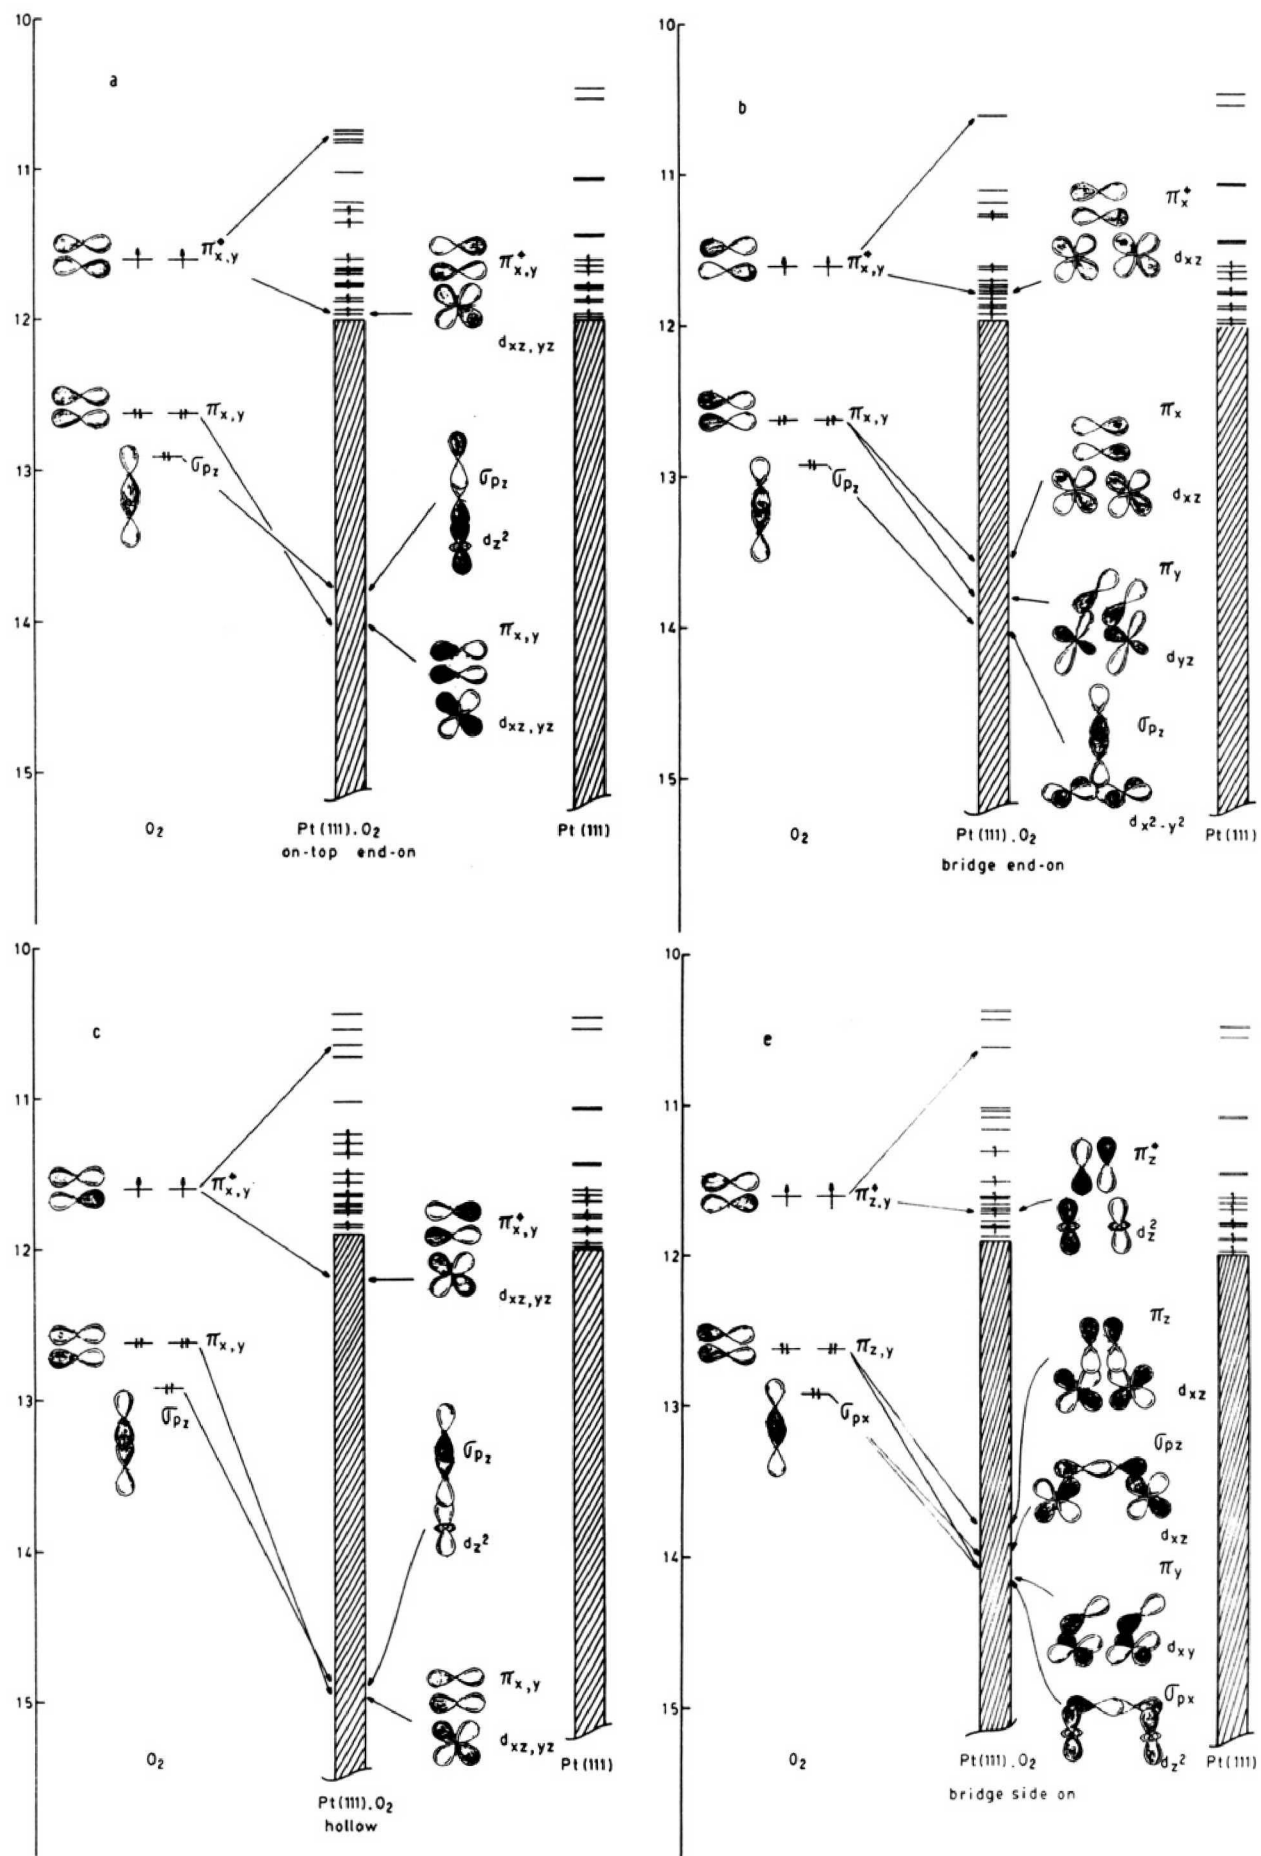 a
10
11
12
13
14
15
π*x,y
πx,y
σpz
π*x,y
dxz,yz
σpz
dz²
πx,y
dxz,yz
O₂
Pt(111).O₂
on-top end-on
Pt(111)
b
10
11
12
13
14
15
π*x,y
πx,y
σpz
π*x
dxz
πx
dxz
πy
dyz
σpz
dx²-y²
O₂
Pt(111).O₂
bridge end-on
Pt(111)
c
10
11
12
13
14
15
π*x,y
πx,y
σpz
π*x,y
dxz,yz
σpz
dz²
πx,y
dxz,yz
O₂
Pt(111).O₂
hollow
Pt(111)
e
10
11
12
13
14
15
π*z,y
πz,y
σpx
π*z
dz²
πz
dxz
σpz
dxz
πy
dxy
σpx
dz²
O₂
Pt(111).O₂
bridge side on
Pt(111)